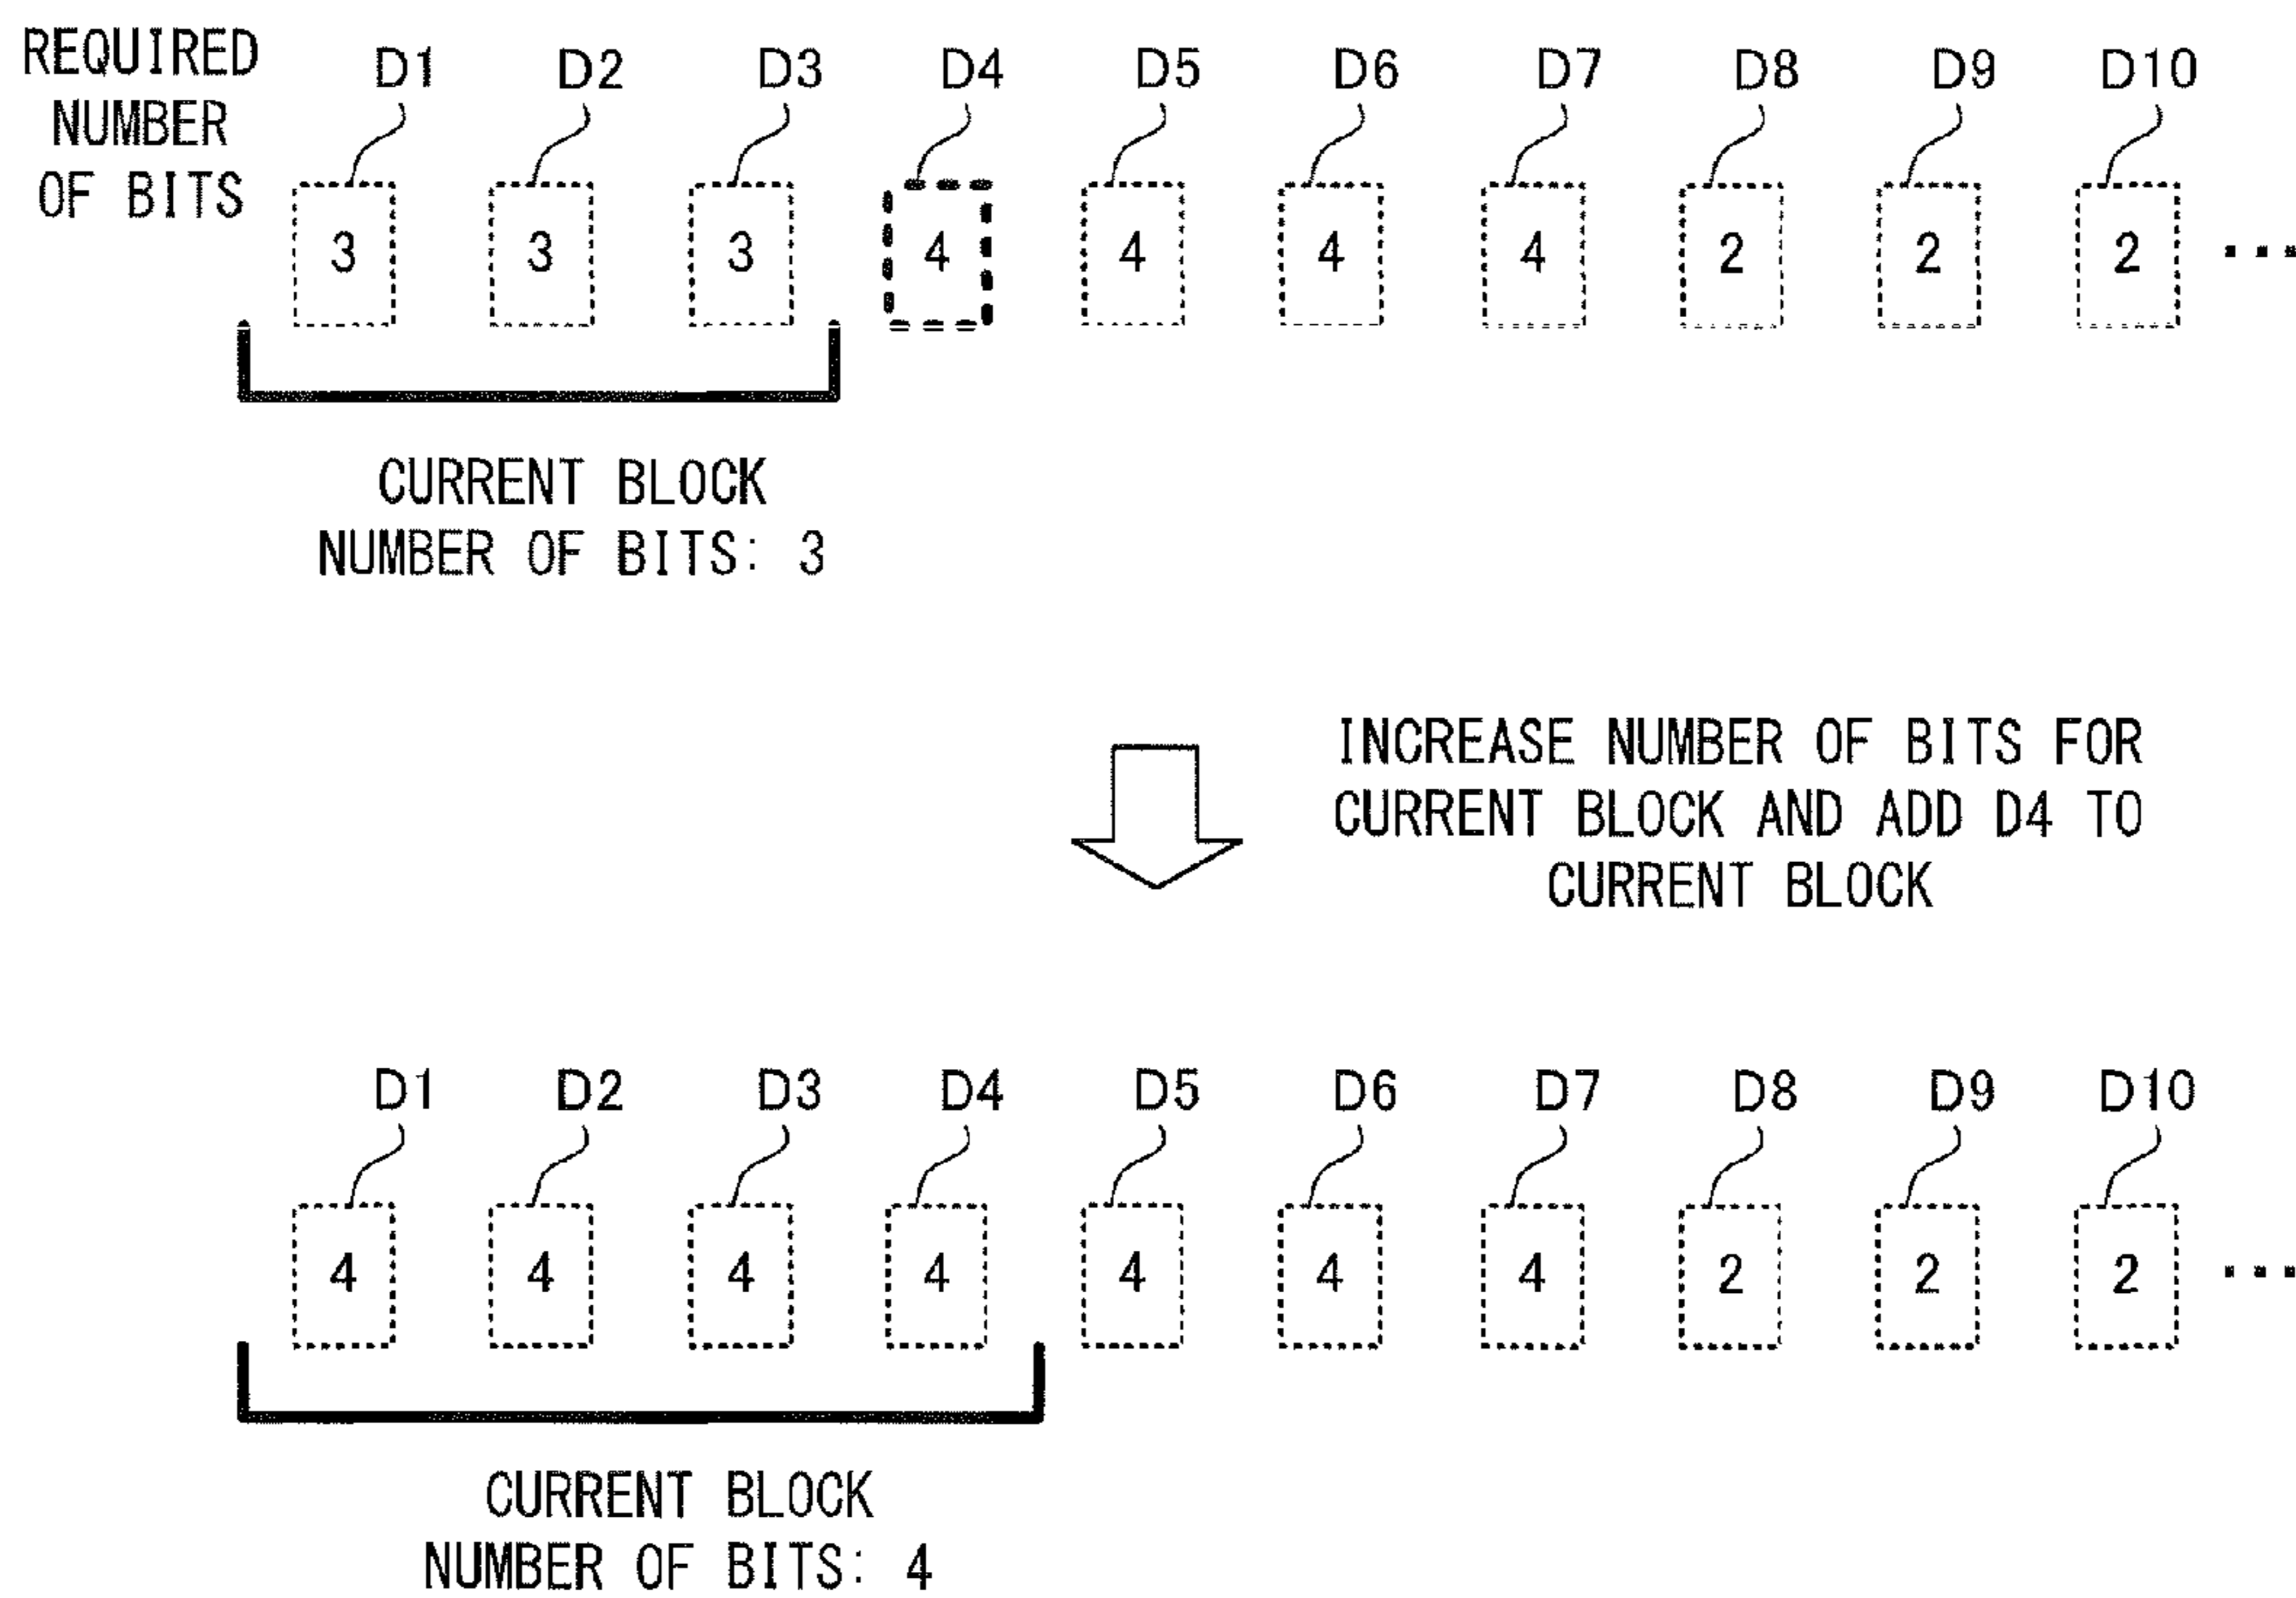 REQUIRED
NUMBER
OF BITS
D1 D2 D3 D4 D5 D6 D7 D8 D9 D10
3 3 3 4 4 4 4 2 2 2 ...
CURRENT BLOCK
NUMBER OF BITS: 3
INCREASE NUMBER OF BITS FOR
CURRENT BLOCK AND ADD D4 TO
CURRENT BLOCK
D1 D2 D3 D4 D5 D6 D7 D8 D9 D10
4 4 4 4 4 4 4 2 2 2 ...
CURRENT BLOCK
NUMBER OF BITS: 4